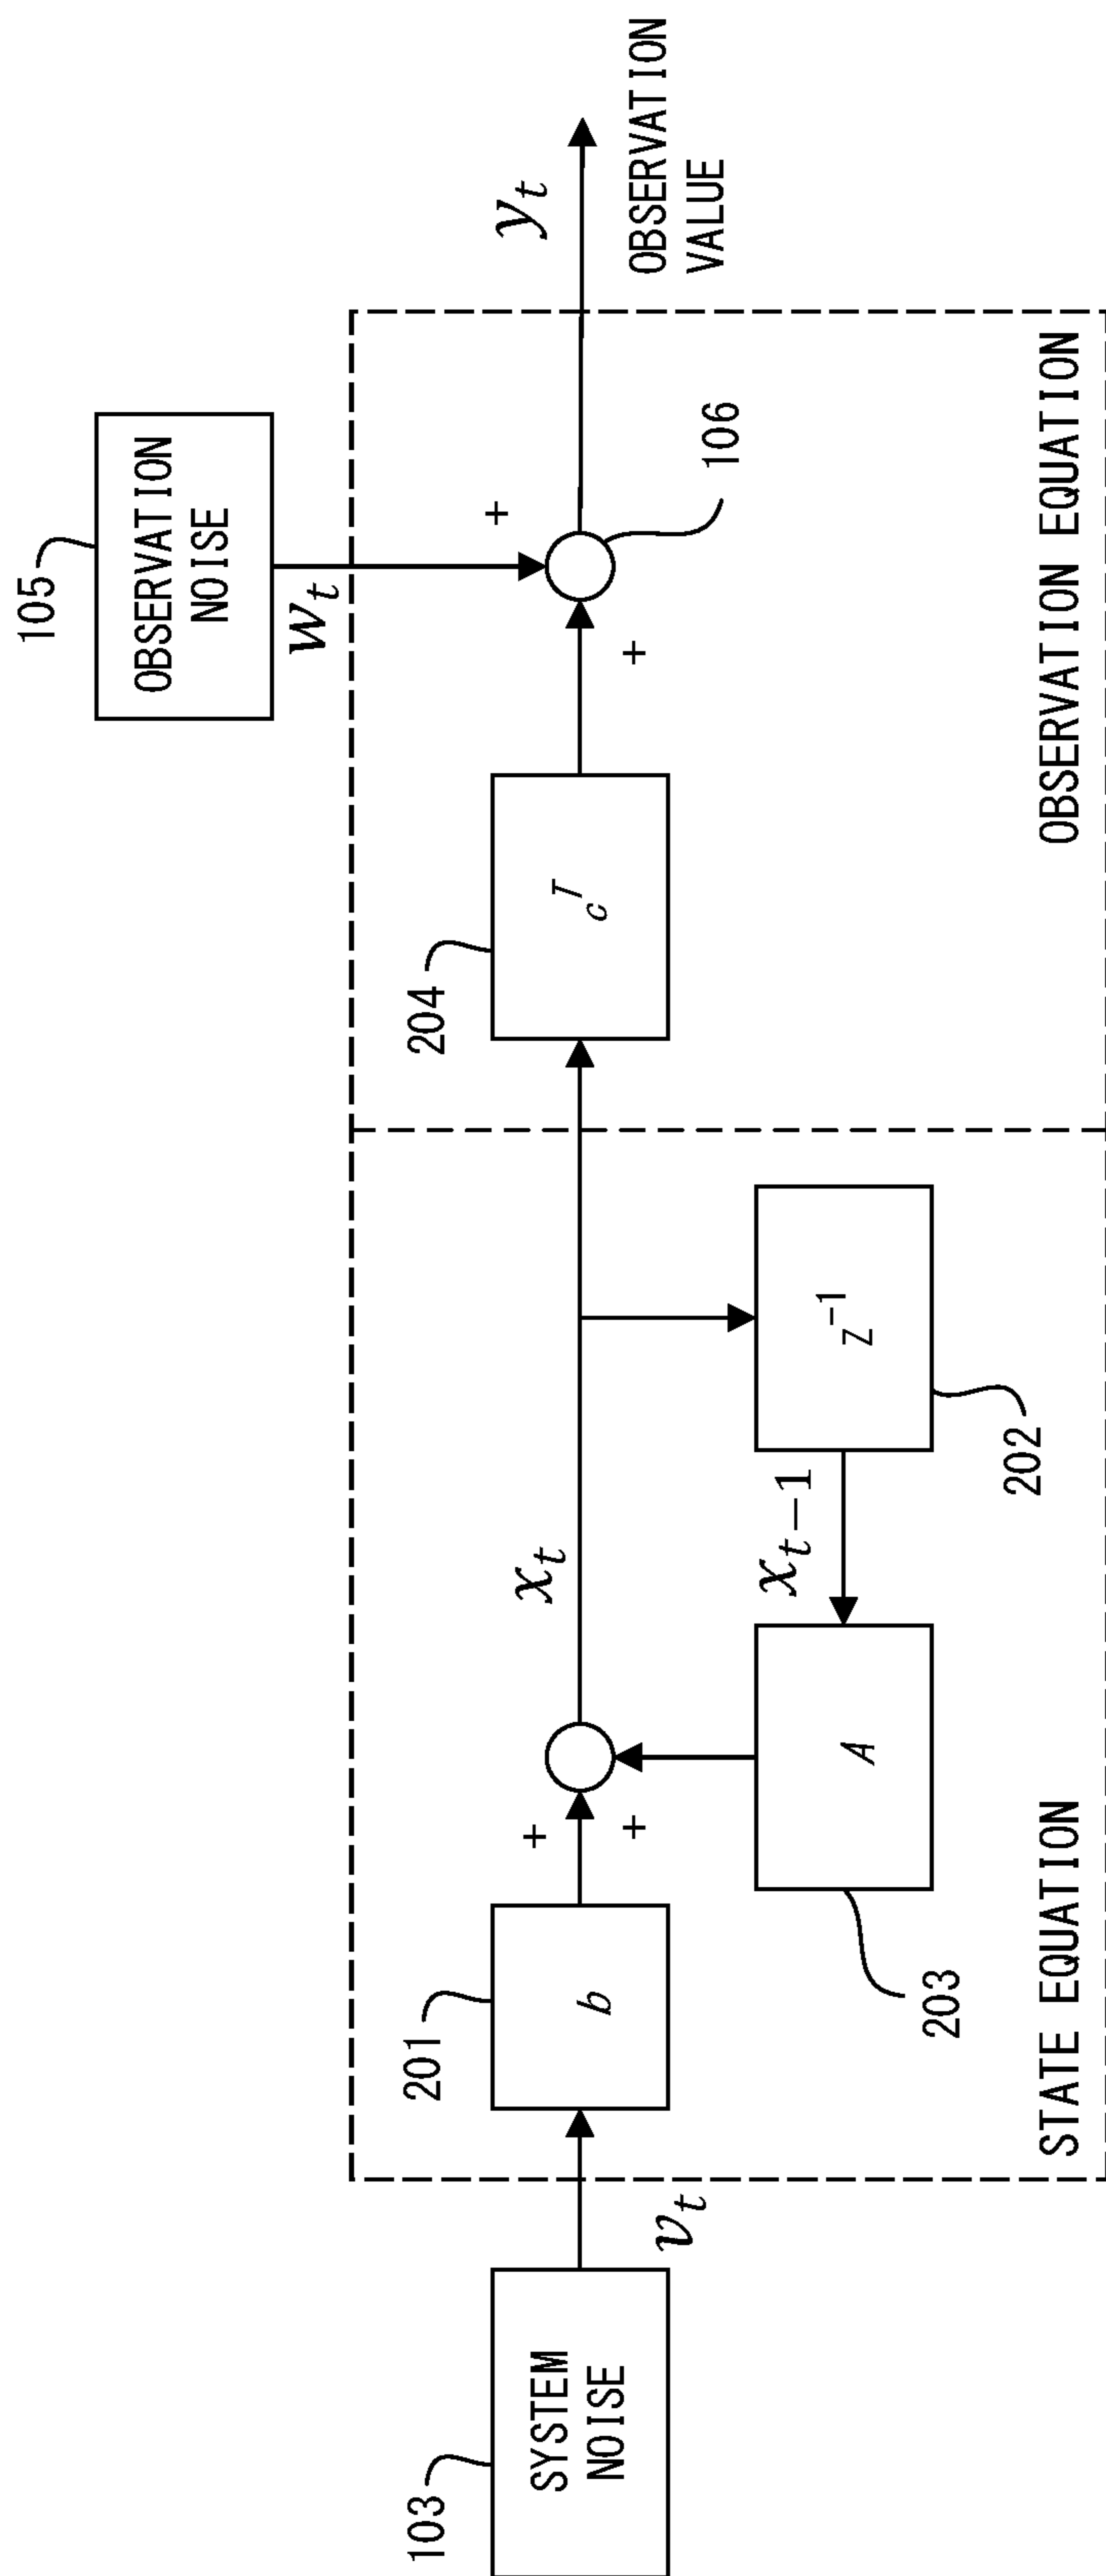 105
OBSERVATION
NOISE
w_t
y_t
OBSERVATION
VALUE
+
+
106
204
c^T
OBSERVATION EQUATION
x_t
z^{-1}
202
x_{t-1}
A
203
+
+
201
b
STATE EQUATION
v_t
103
SYSTEM
NOISE